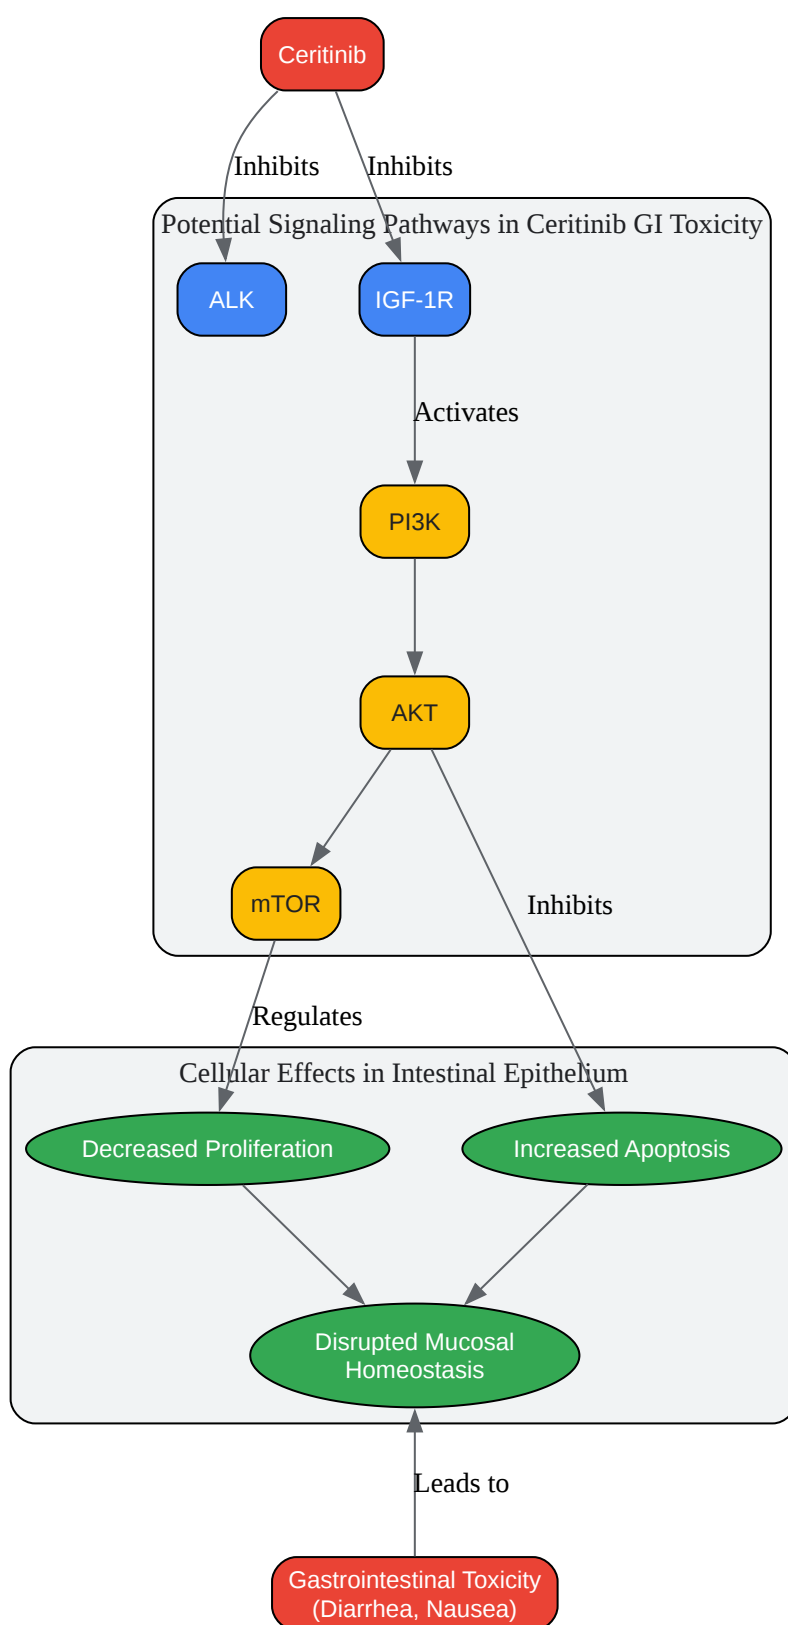 Ceritinib
Inhibits
Inhibits
Potential Signaling Pathways in Ceritinib GI Toxicity
ALK
IGF-1R
Activates
PI3K
AKT
mTOR
Inhibits
Regulates
Cellular Effects in Intestinal Epithelium
Decreased Proliferation
Increased Apoptosis
Disrupted Mucosal
Homeostasis
Leads to
Gastrointestinal Toxicity
(Diarrhea, Nausea)